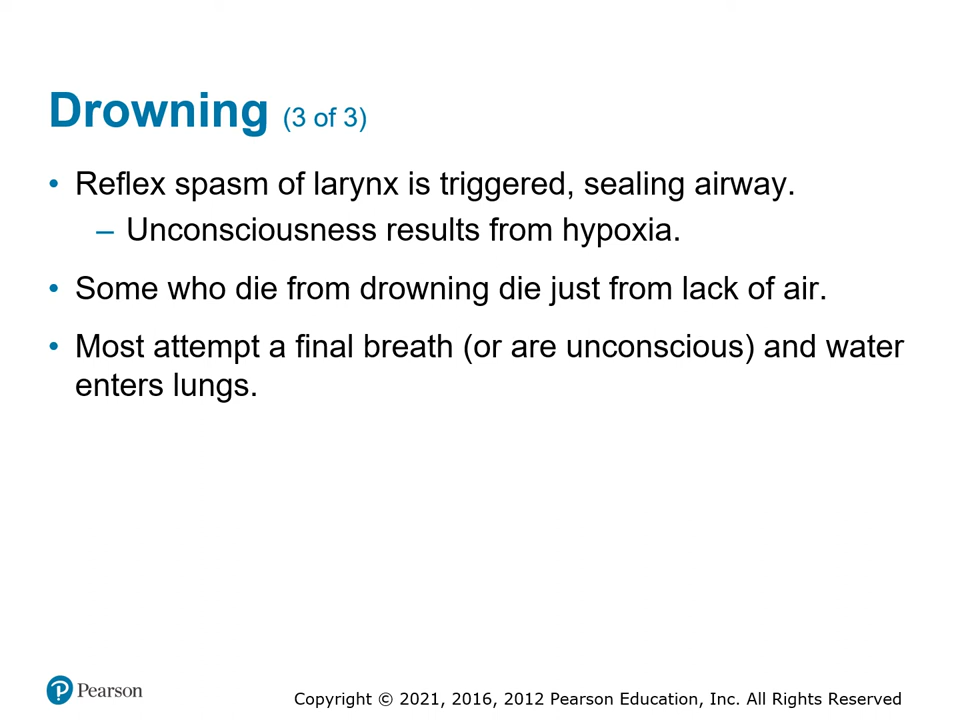 Drowning (3 of 3)
• Reflex spasm of larynx is triggered, sealing airway.
– Unconsciousness results from hypoxia.
• Some who die from drowning die just from lack of air.
• Most attempt a final breath (or are unconscious) and water
enters lungs.
Pearson
Copyright © 2021, 2016, 2012 Pearson Education, Inc. All Rights Reserved